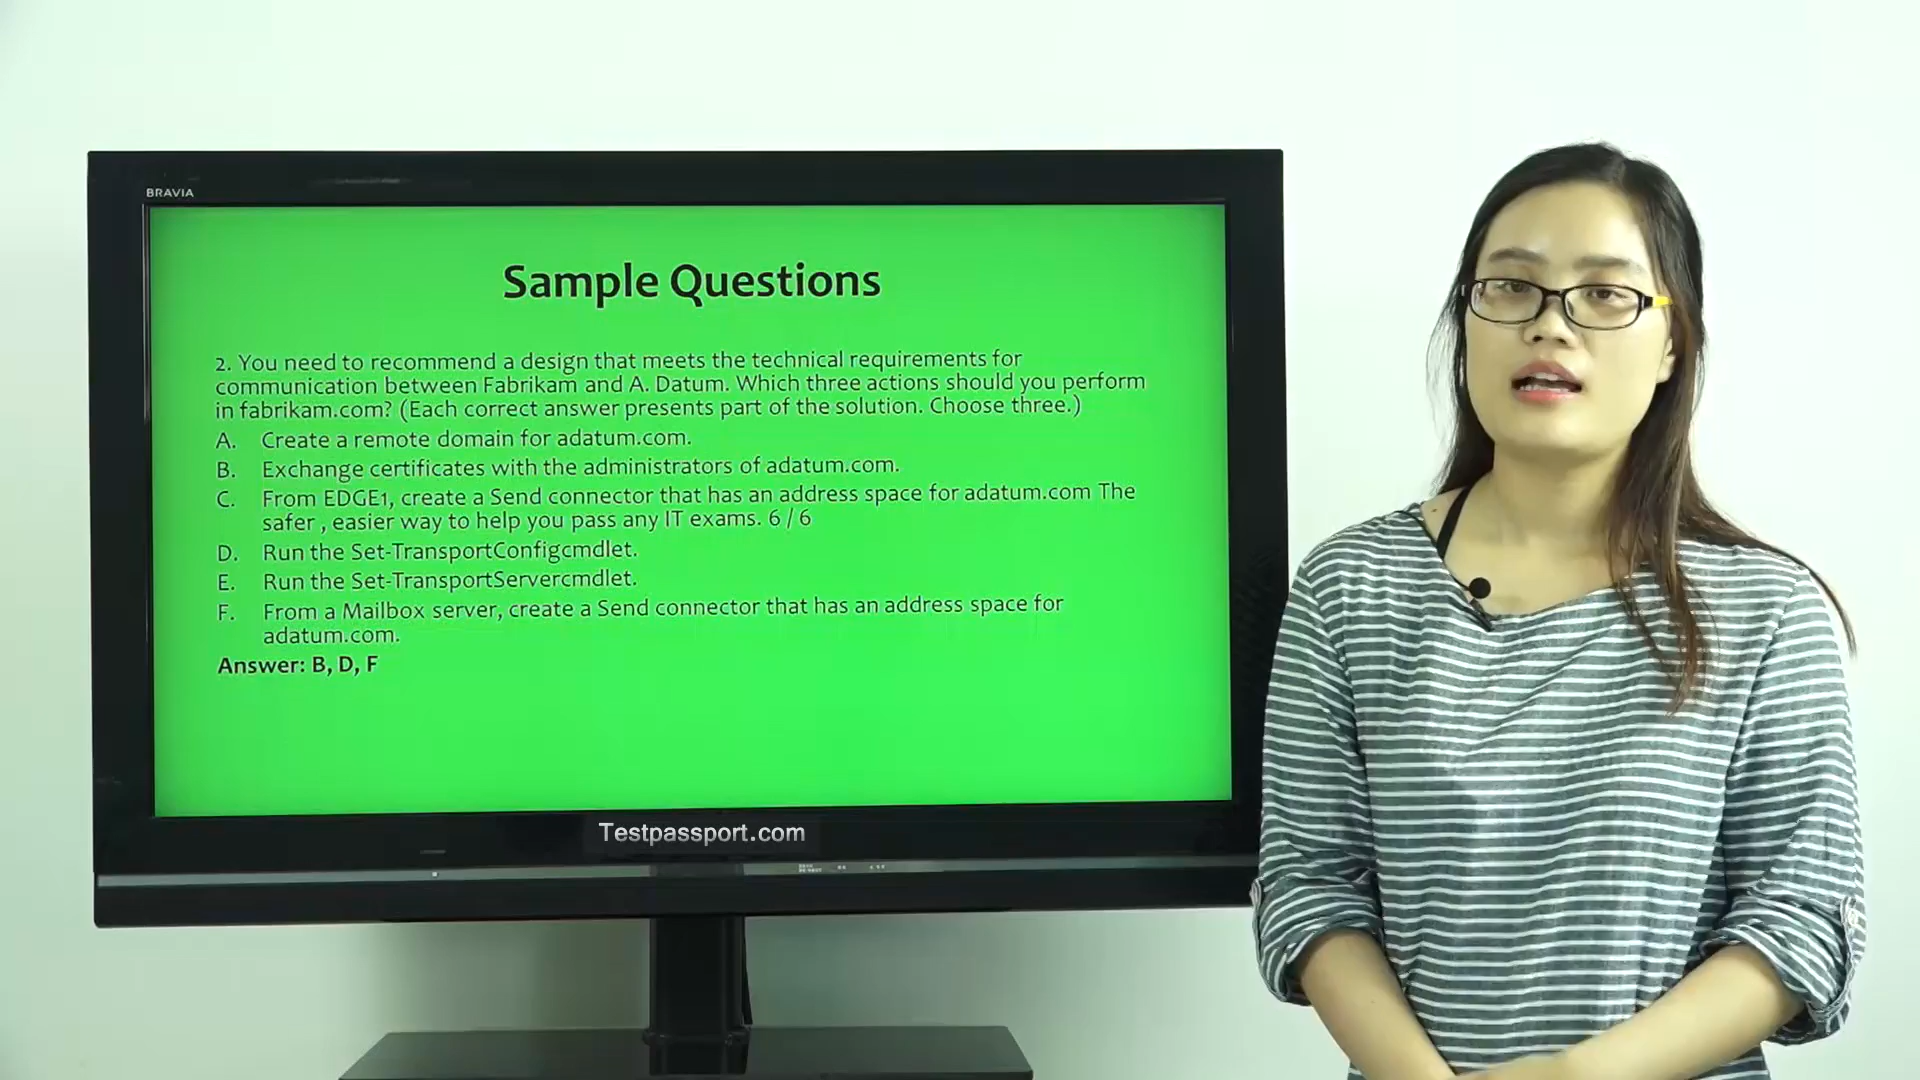 BRAVIA
Sample Questions
2. You need to recommend a design that meets the technical requirements for
communication between Fabrikam and A. Datum. Which three actions should you perform
in fabrikam.com? (Each correct answer presents part of the solution. Choose three.)
A. Create a remote domain for adatum.com.
B. Exchange certificates with the administrators of adatum.com.
C. From EDGE1, create a Send connector that has an address space for adatum.com The
safer , easier way to help you pass any IT exams. 6 / 6
D. Run the Set-TransportConfigcmdlet.
E. Run the Set-TransportServercmdlet.
F. From a Mailbox server, create a Send connector that has an address space for
adatum.com.
Answer: B, D, F
Testpassport.com